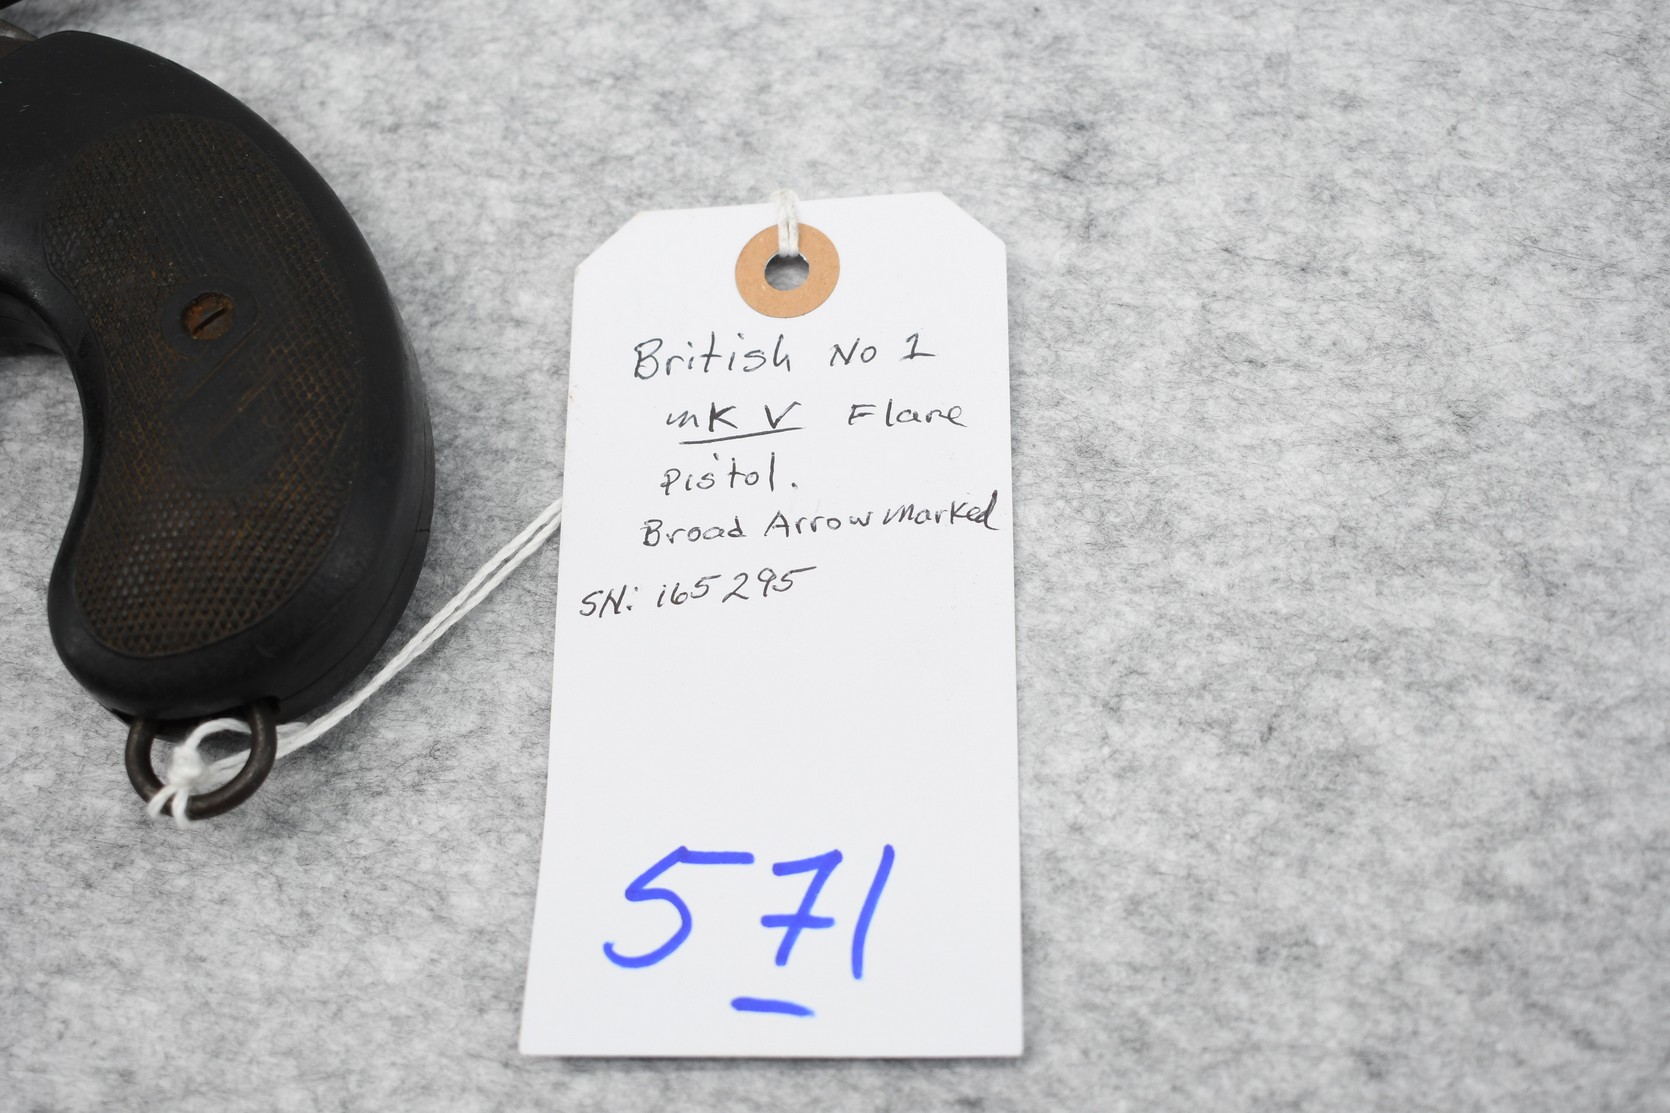 British No 1
mK V Flare
Pistol.
Broad Arrow marked
SN: 165295
571